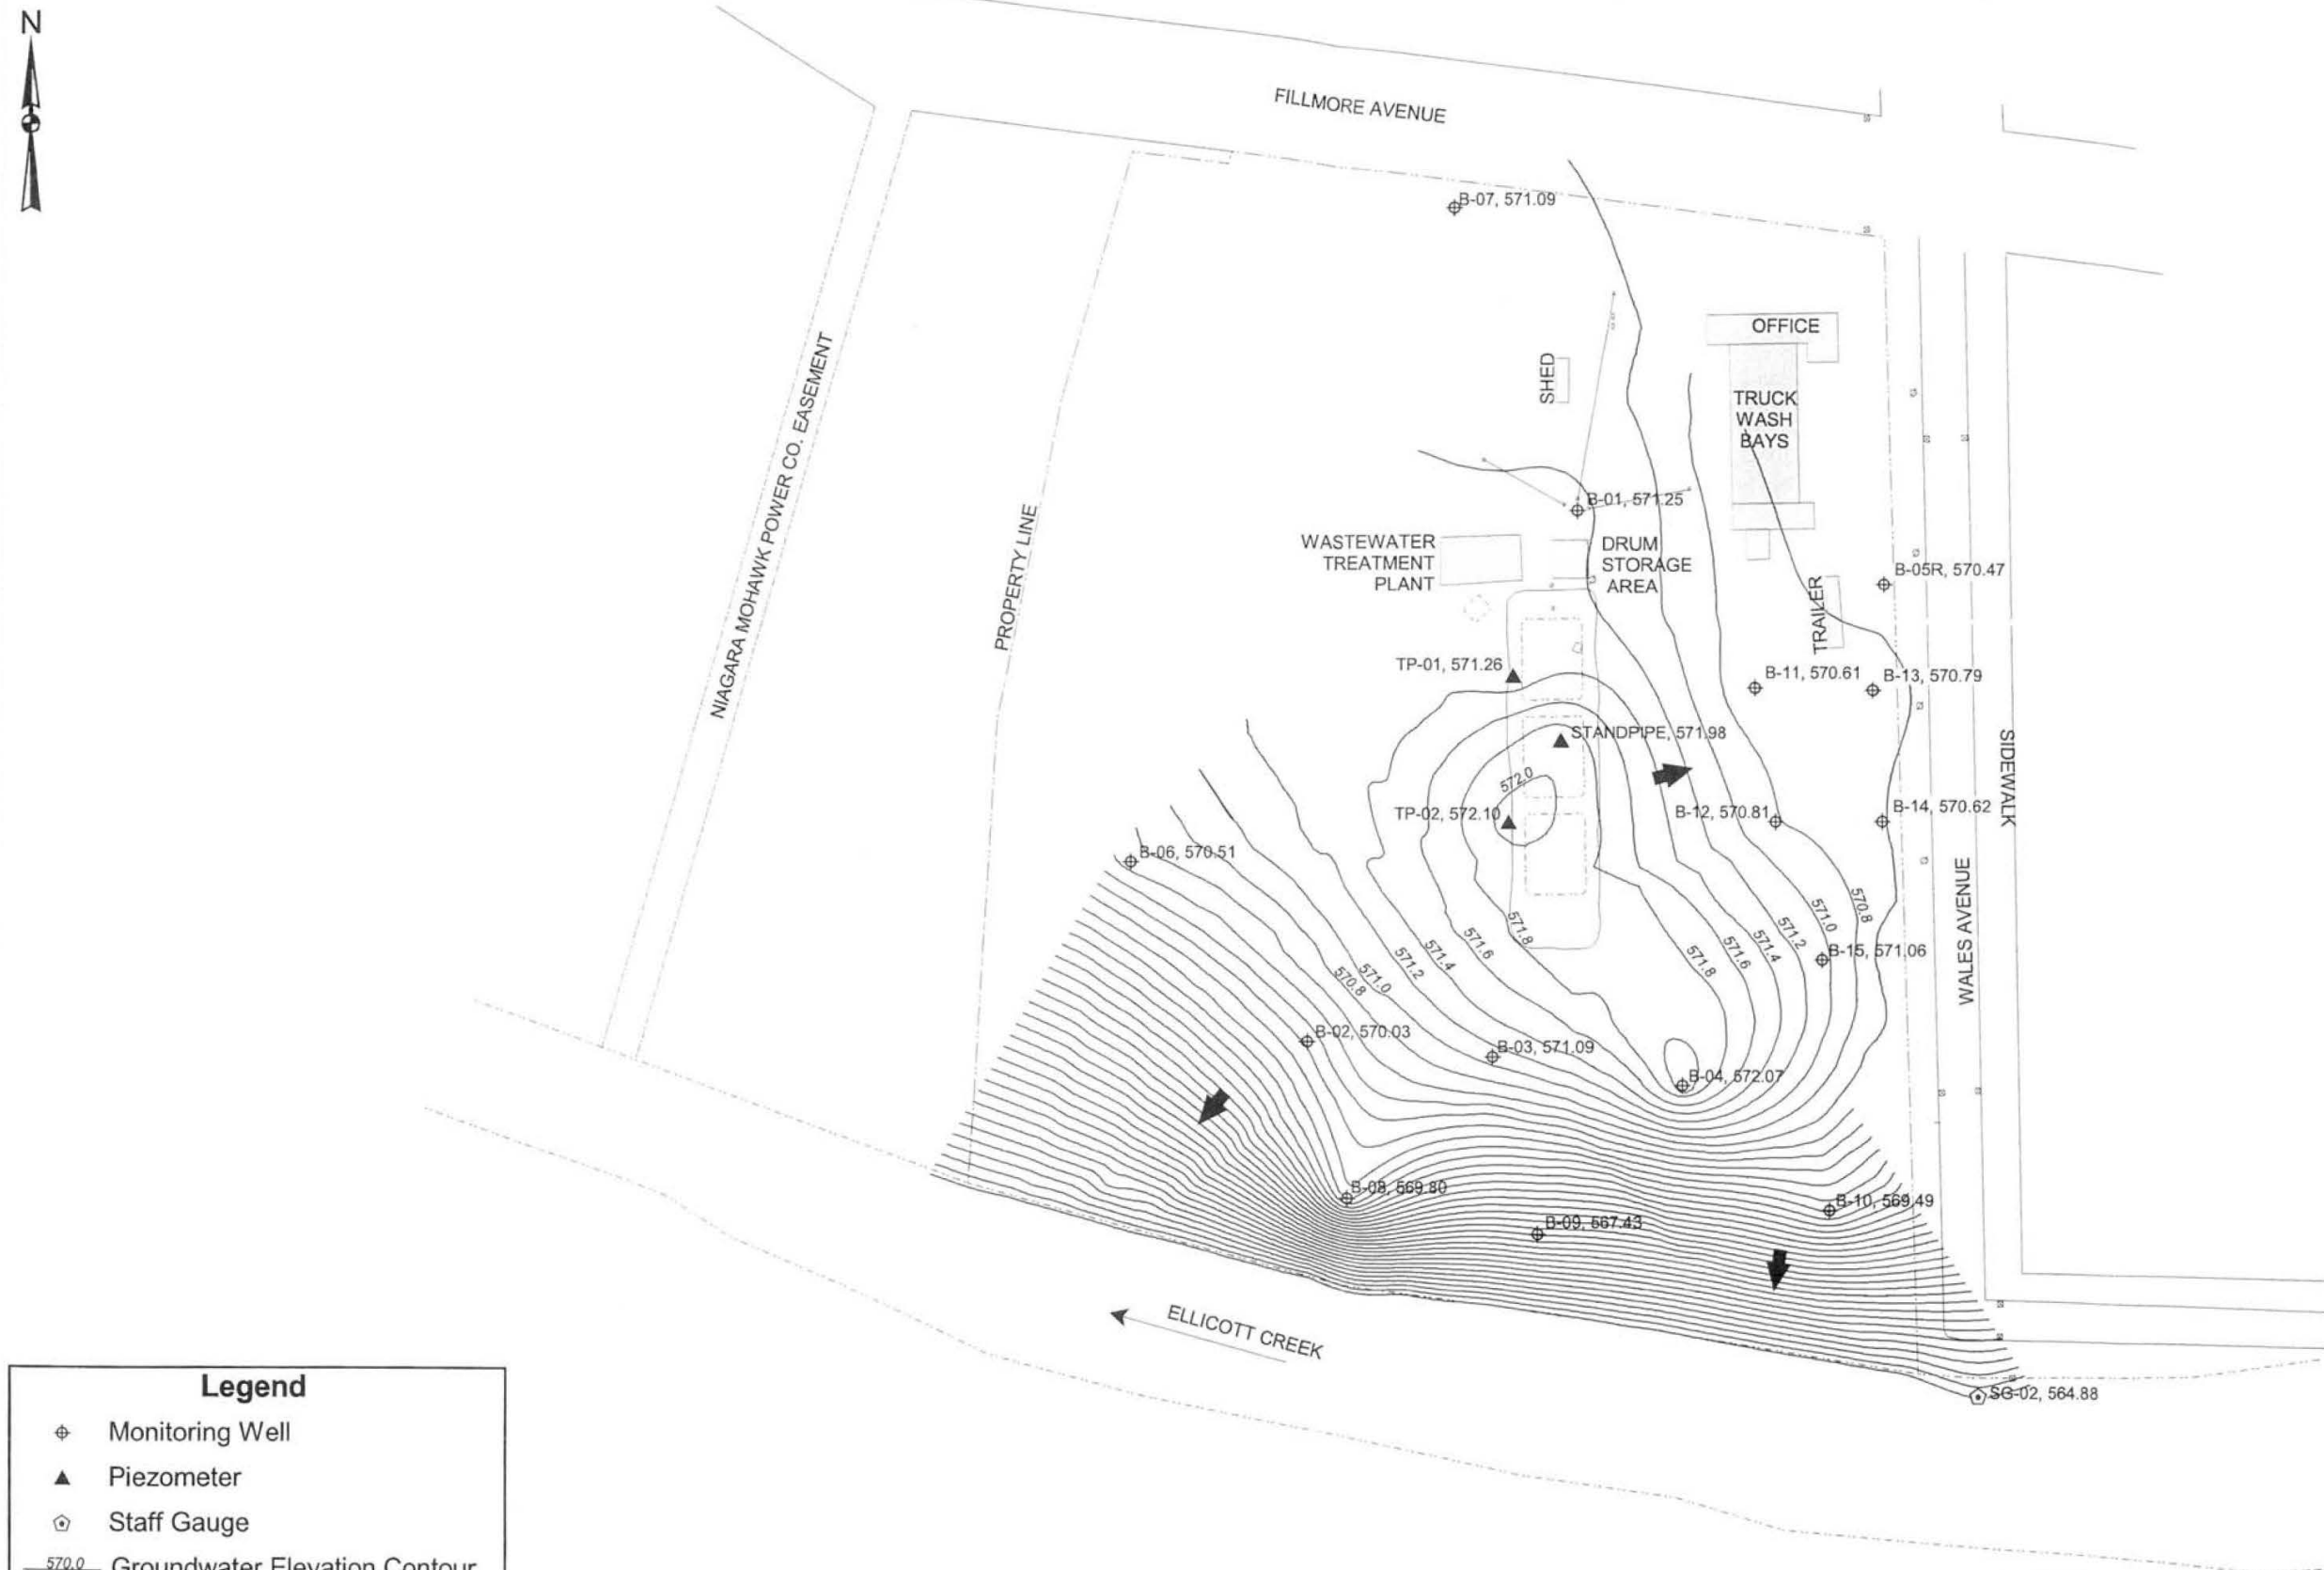 N
FILLMORE AVENUE
B-07, 571.09
OFFICE
TRUCK
WASH
BAYS
SHED
NIAGARA MOHAWK POWER CO. EASEMENT
PROPERTY LINE
B-01, 571.25
WASTEWATER
TREATMENT
PLANT
DRUM
STORAGE
AREA
B-05R, 570.47
TRAILER
TP-01, 571.26
B-11, 570.61
B-13, 570.79
STANDPIPE, 571.98
SIDEWALK
572.0
TP-02, 572.10
B-12, 570.81
B-14, 570.62
B-06, 570.51
WALES AVENUE
570.8
571.0
571.2
571.4
571.6
571.8
571.8
571.6
571.4
571.2
571.0
570.8
B-15, 571.06
B-02, 570.03
B-03, 571.09
B-04, 572.07
B-08, 569.80
B-10, 569.49
B-09, 567.43
ELLICOTT CREEK
SG-02, 564.88
Legend
Monitoring Well
Piezometer
Staff Gauge
570.0 Groundwater Elevation Contour